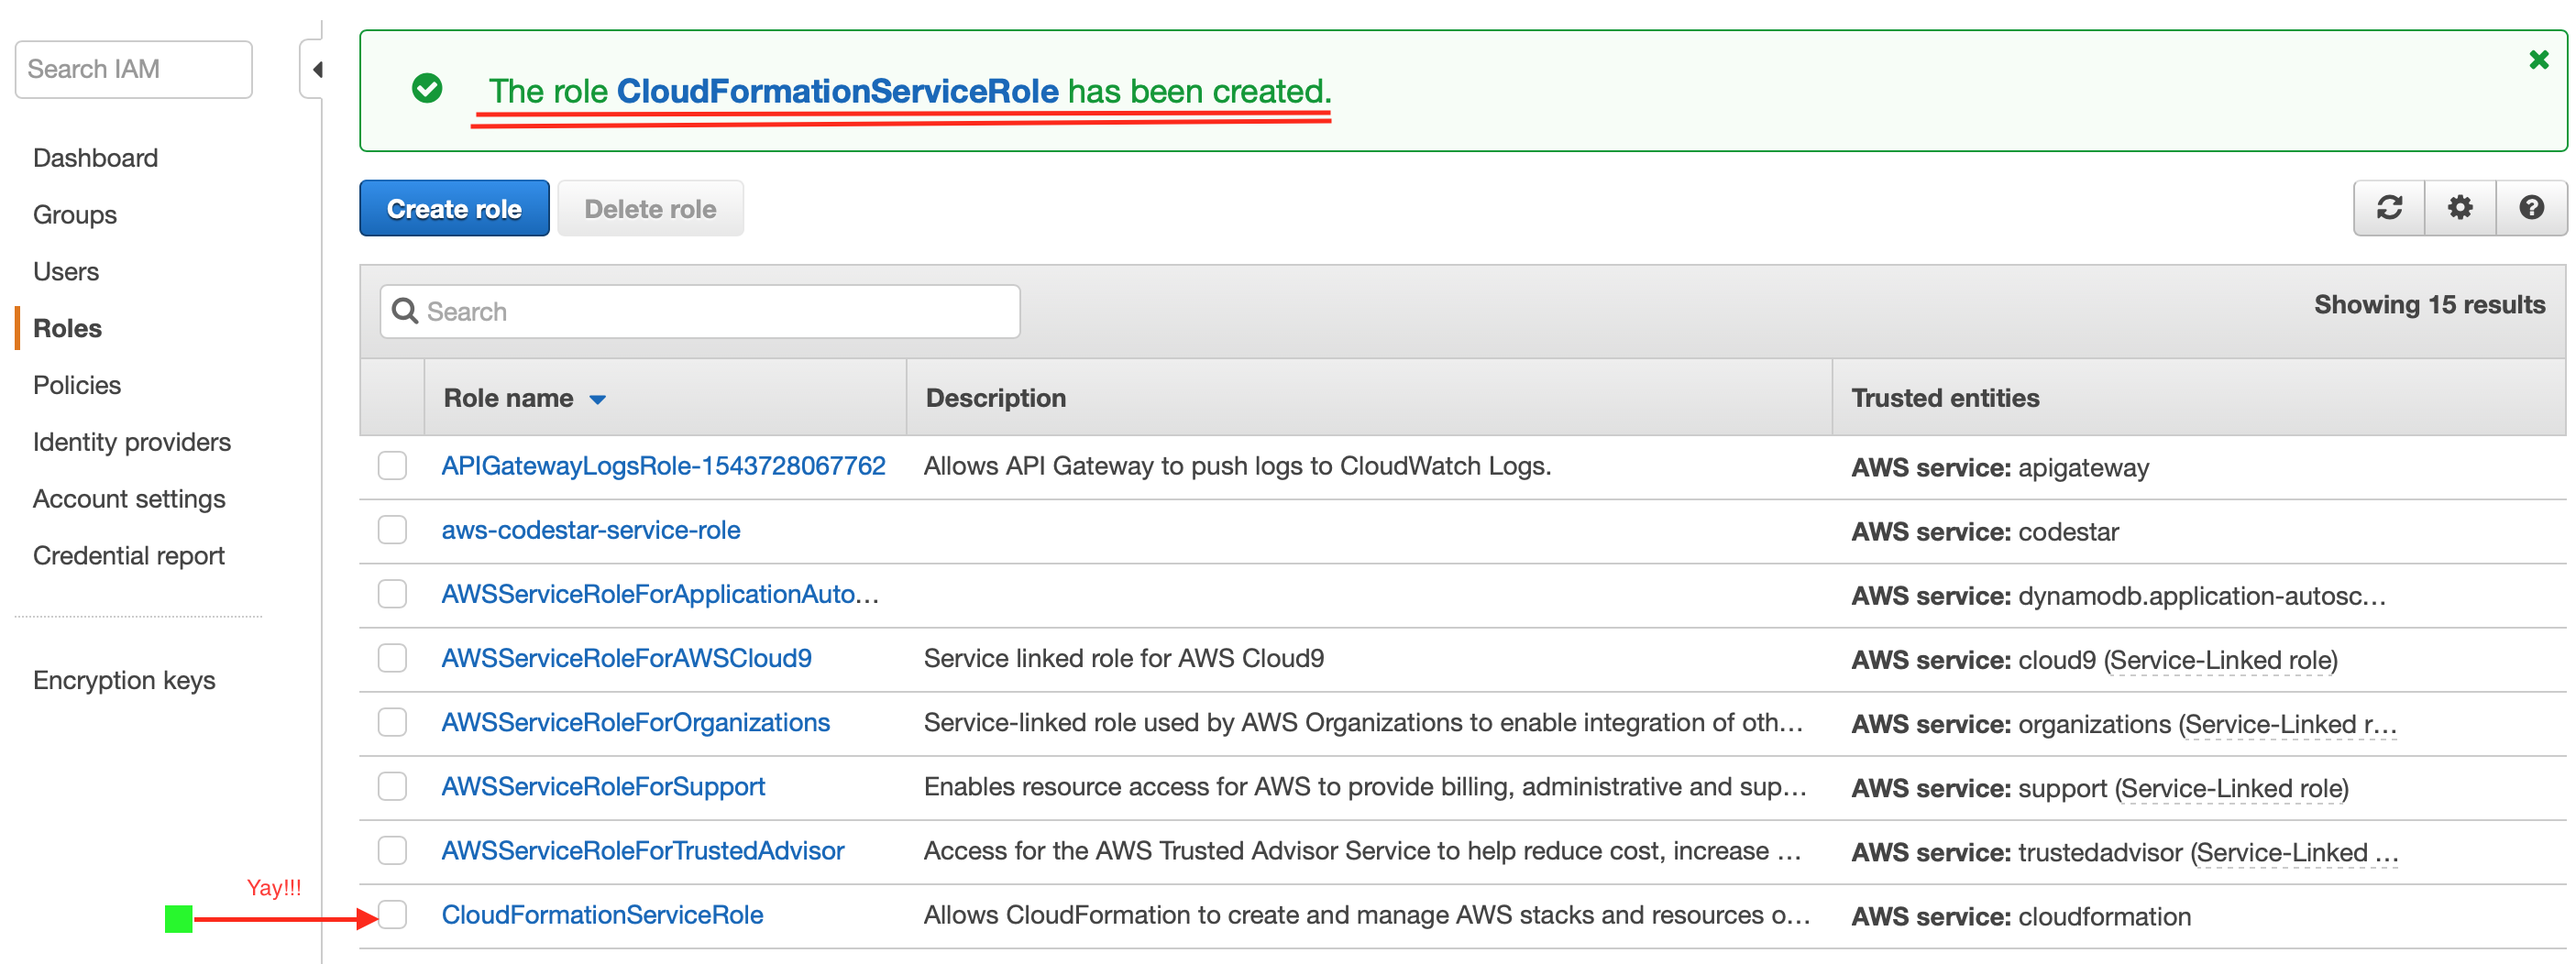 Search IAM
Dashboard
Groups
Users
Roles
Policies
Identity providers
Account settings
Credential report
Encryption keys
The role CloudFormationServiceRole has been created.
Create role Delete role
Search
Showing 15 results
Role name Description Trusted entities
APIGatewayLogsRole-1543728067762 Allows API Gateway to push logs to CloudWatch Logs. AWS service: apigateway
aws-codestar-service-role AWS service: codestar
AWSServiceRoleForApplicationAuto… AWS service: dynamodb.application-autosc…
AWSServiceRoleForAWSCloud9 Service linked role for AWS Cloud9 AWS service: cloud9 (Service-Linked role)
AWSServiceRoleForOrganizations Service-linked role used by AWS Organizations to enable integration of oth… AWS service: organizations (Service-Linked r…
AWSServiceRoleForSupport Enables resource access for AWS to provide billing, administrative and sup… AWS service: support (Service-Linked role)
AWSServiceRoleForTrustedAdvisor Access for the AWS Trusted Advisor Service to help reduce cost, increase … AWS service: trustedadvisor (Service-Linked …
Yay!!!
CloudFormationServiceRole Allows CloudFormation to create and manage AWS stacks and resources o… AWS service: cloudformation